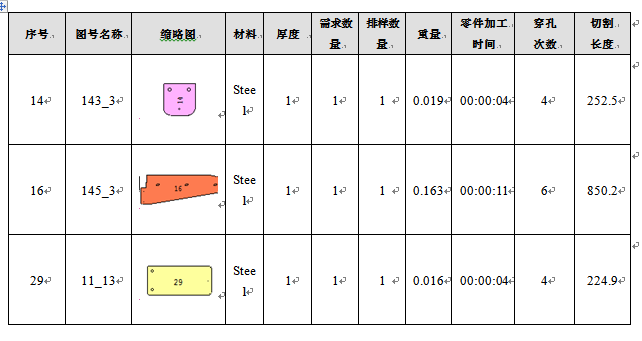 序号 图号名称 缩略图 材料 厚度 需求数量 排样数量 重量 零件加工时间 穿孔次数 切割长度
14 143_3 Steel 1 1 1 0.019 00:00:04 4 252.5
16 145_3 16 Steel 1 1 1 0.163 00:00:11 6 850.2
29 11_13 29 Steel 1 1 1 0.016 00:00:04 4 224.9